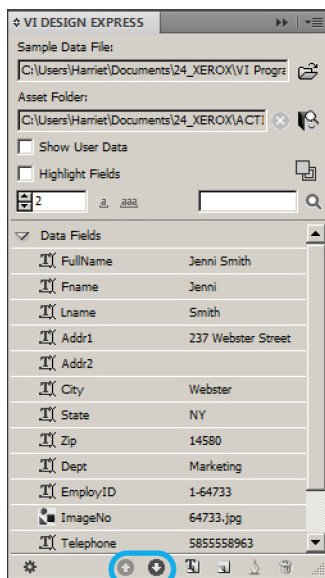 VI DESIGN EXPRESS
Sample Data File:
C:\Users\Harriet\Documents\24_XEROX\VI Progra
Asset Folder:
C:\Users\Harriet\Documents\24_XEROX\ACTI
Show User Data
Highlight Fields
2 a aaa
Data Fields
FullName Jenni Smith
Fname Jenni
Lname Smith
Addr1 237 Webster Street
Addr2
City Webster
State NY
Zip 14580
Dept Marketing
EmployID 1-64733
ImageNo 64733.jpg
Telephone 5855558963